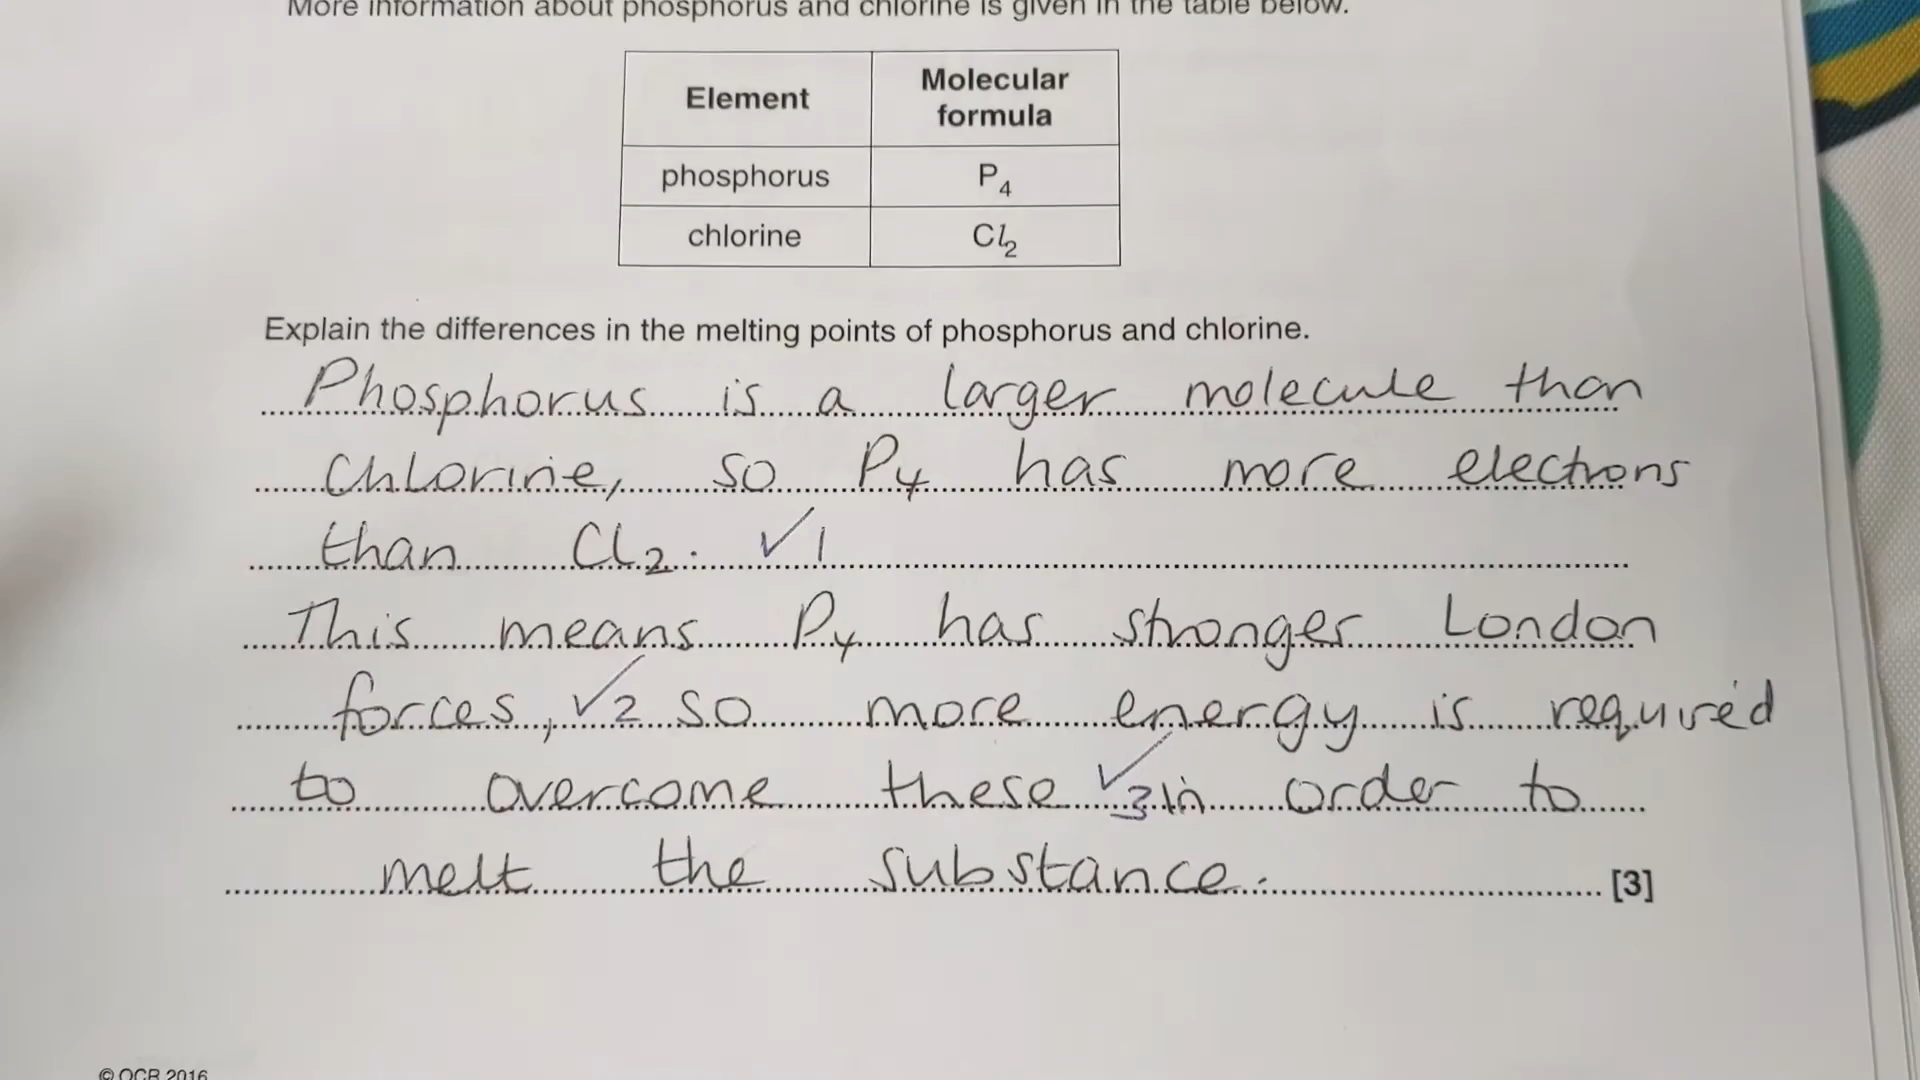 More information about phosphorus and chlorine is given in the table below.
Element
Molecular
formula
phosphorus
P4
chlorine
Cl2
Explain the differences in the melting points of phosphorus and chlorine.
Phosphorus is a larger molecule than
Chlorine, so P4 has more electrons
than Cl2. ✓1
This means P4 has stronger London
forces, ✓2 so more energy is required
to overcome these ✓3 in order to
melt the substance.
[3]
© OCR 2016